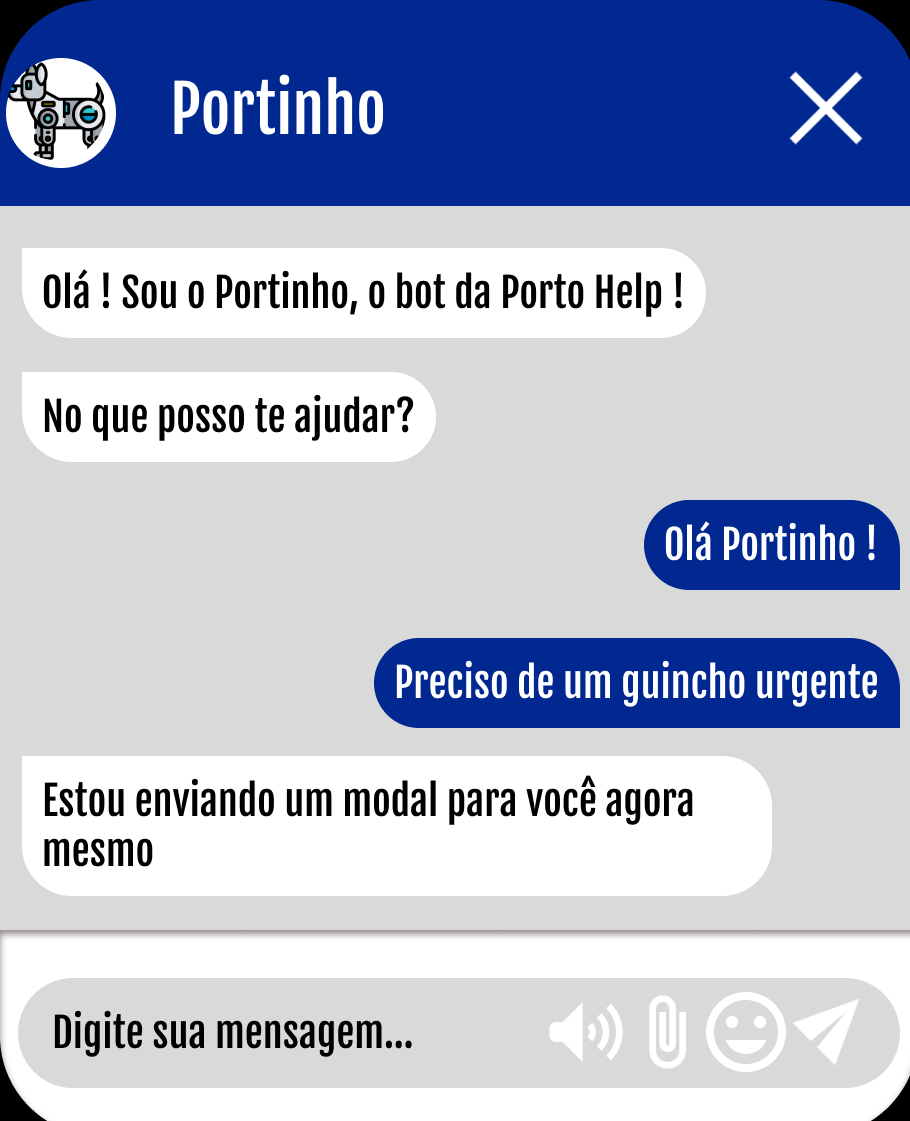 Portinho
Olá ! Sou o Portinho, o bot da Porto Help !
No que posso te ajudar?
Olá Portinho !
Preciso de um guincho urgente
Estou enviando um modal para você agora
mesmo
Digite sua mensagem...